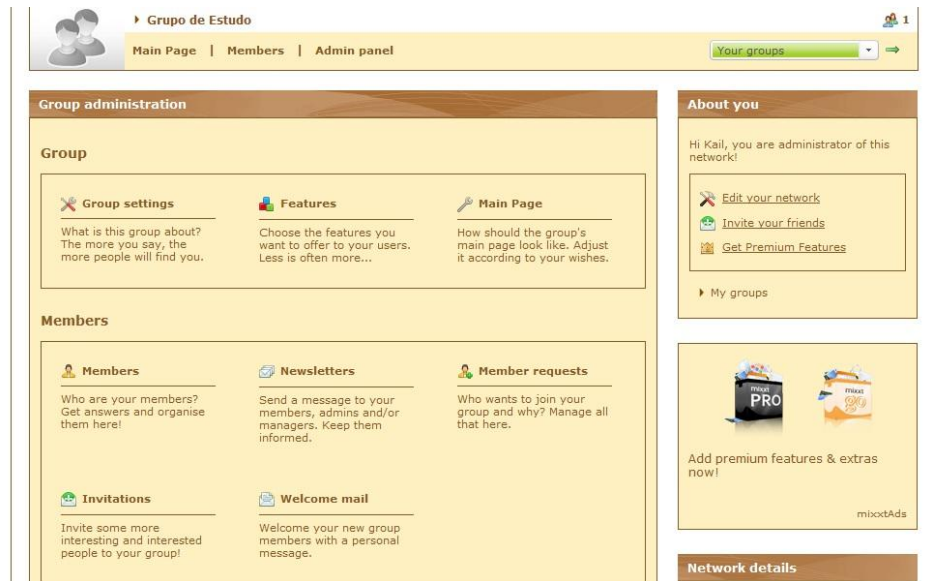 Grupo de Estudo
1
Main Page | Members | Admin panel
Your groups
Group administration
Group
Group settings
What is this group about?
The more you say, the
more people will find you.
Features
Choose the features you
want to offer to your users.
Less is often more...
Main Page
How should the group's
main page look like. Adjust
it according to your wishes.
Members
Members
Who are your members?
Get answers and organise
them here!
Newsletters
Send a message to your
members, admins and/or
managers. Keep them
informed.
Member requests
Who wants to join your
group and why? Manage all
that here.
Invitations
Invite some more
interesting and interested
people to your group!
Welcome mail
Welcome your new group
members with a personal
message.
About you
Hi Kail, you are administrator of this
network!
Edit your network
Invite your friends
Get Premium Features
My groups
mixxt
PRO
mixxt
Add premium features & extras
now!
mixxtAds
Network details